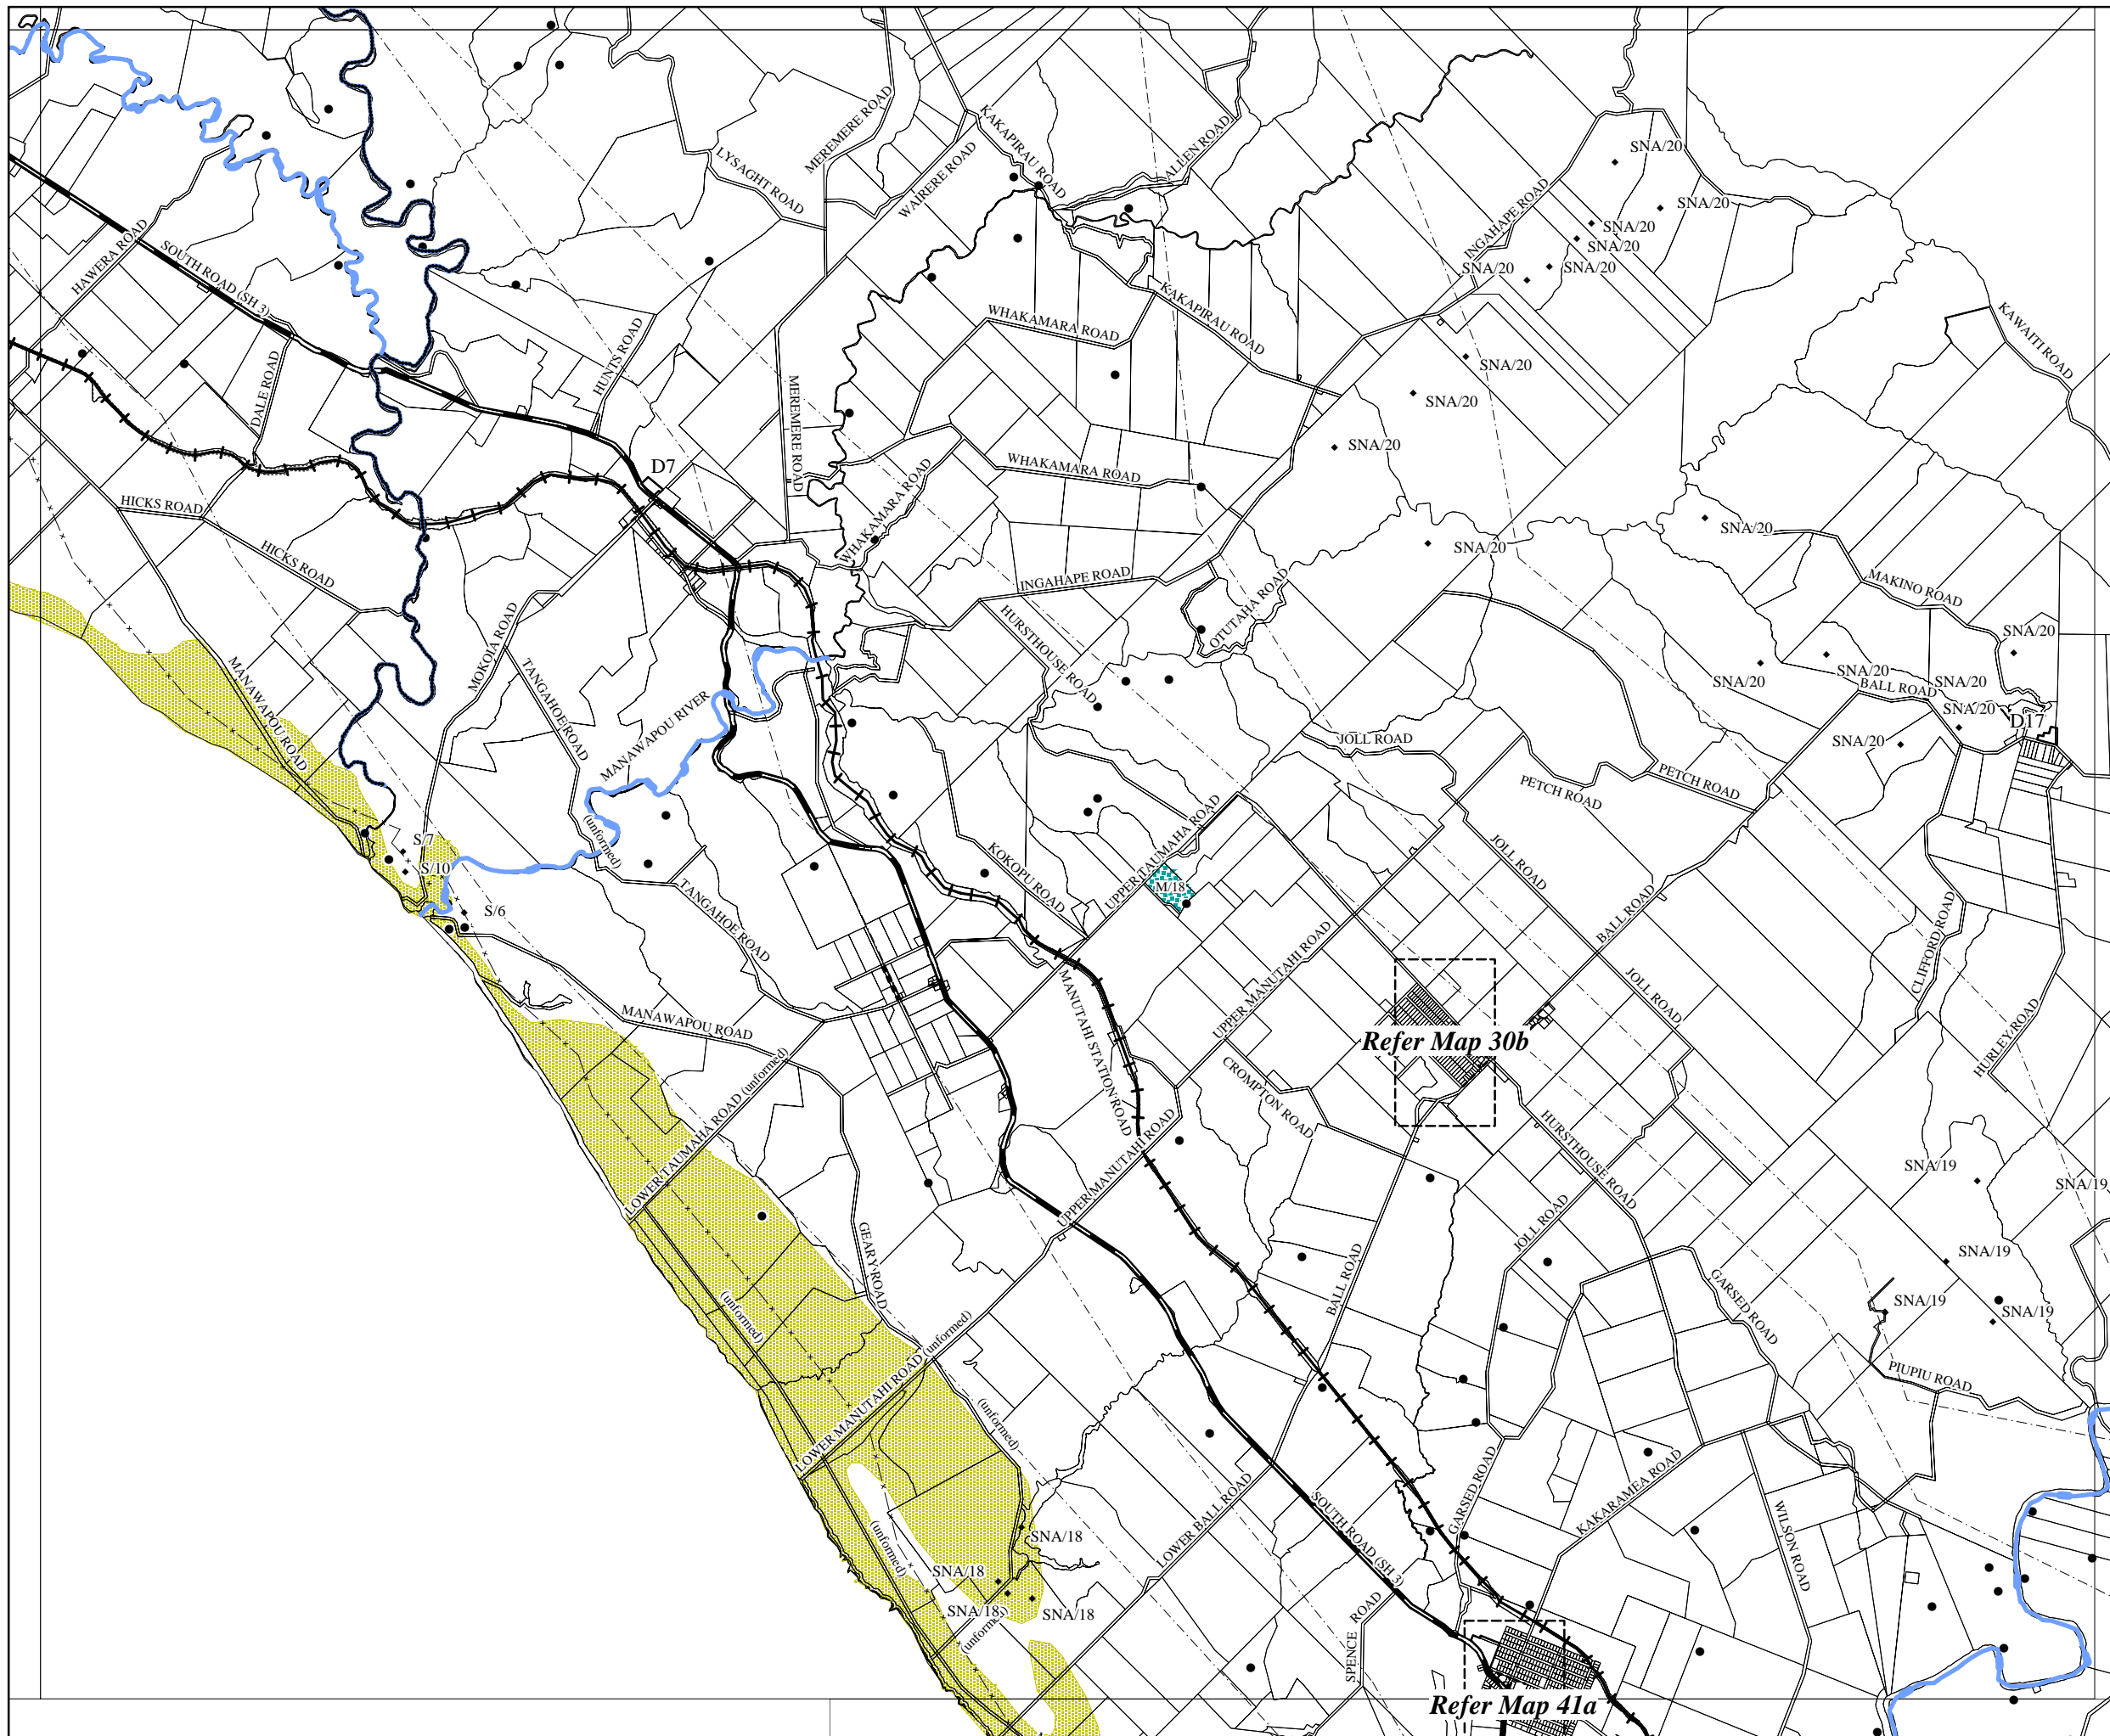 MEREMERE ROAD
KAKAPIRAU ROAD
ALLEN ROAD
LYSAGHT ROAD
WAIRERE ROAD
SNA/20
SNA/20
SNA/20
SNA/20
SNA/20
SNA/20
INGAHAPE ROAD
HAWERA ROAD
SOUTH ROAD (SH 3)
WHAKAMARA ROAD
KAKAPIRAU ROAD
KAWAITI ROAD
HUNTS ROAD
DALE ROAD
MEREMERE ROAD
SNA/20
SNA/20
SNA/20
D7
WHAKAMARA ROAD
WHAKAMARA ROAD
HICKS ROAD
HICKS ROAD
SNA/20
SNA/20
INGAHAPE ROAD
MAKINO ROAD
OTUTAHA ROAD
HURSTHOUSE ROAD
MOKOIA ROAD
TANGAHOE ROAD
MANAWAPOU ROAD
MANAWAPOU RIVER
SNA/20
SNA/20
SNA/20
SNA/20
BALL ROAD
SNA/20
D17
SNA/20
JOLL ROAD
PETCH ROAD
PETCH ROAD
(unformed)
S/7
S/10
S/6
KOKOPU ROAD
UPPER TAUMAHA ROAD
M/18
JOLL ROAD
BALL ROAD
CLIFFORD ROAD
TANGAHOE ROAD
UPPER MANUTAHI ROAD
JOLL ROAD
MANAWAPOU ROAD
MANUTAHI STATION ROAD
Refer Map 30b
HURLEY ROAD
CROMPTON ROAD
LOWER TAUMAHA ROAD (unformed)
UPPER MANUTAHI ROAD
HURSTHOUSE ROAD
SNA/19
SNA/19
JOLL ROAD
GEARY ROAD
BALL ROAD
SNA/19
GARSED ROAD
SNA/19
SNA/19
(unformed)
LOWER MANUTAHI ROAD (unformed)
PIUPIU ROAD
(unformed)
LOWER BALL ROAD
SOUTH ROAD (SH 3)
GARSED ROAD
KAKARAMEA ROAD
WILSON ROAD
(unformed)
SNA/18
SNA/18
SNA/18
SNA/18
(unformed)
SPENCE ROAD
Refer Map 41a